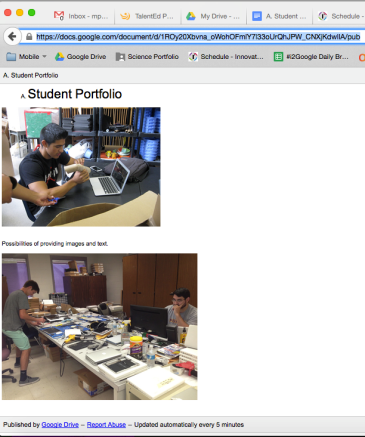 Inbox - mp...
TalentEd P...
My Drive - ...
A. Student ...
Schedule - ...
https://docs.google.com/document/d/1ROy20Xbvna_oWohOFmlY7l33oUrQhJPW_CNXjKdwIIA/pub
Mobile
Google Drive
Science Portfolio
Schedule - Innovat...
#i2Google Daily Br...
A. Student Portfolio
A. Student Portfolio
Possibilities of providing images and text.
Published by Google Drive – Report Abuse – Updated automatically every 5 minutes